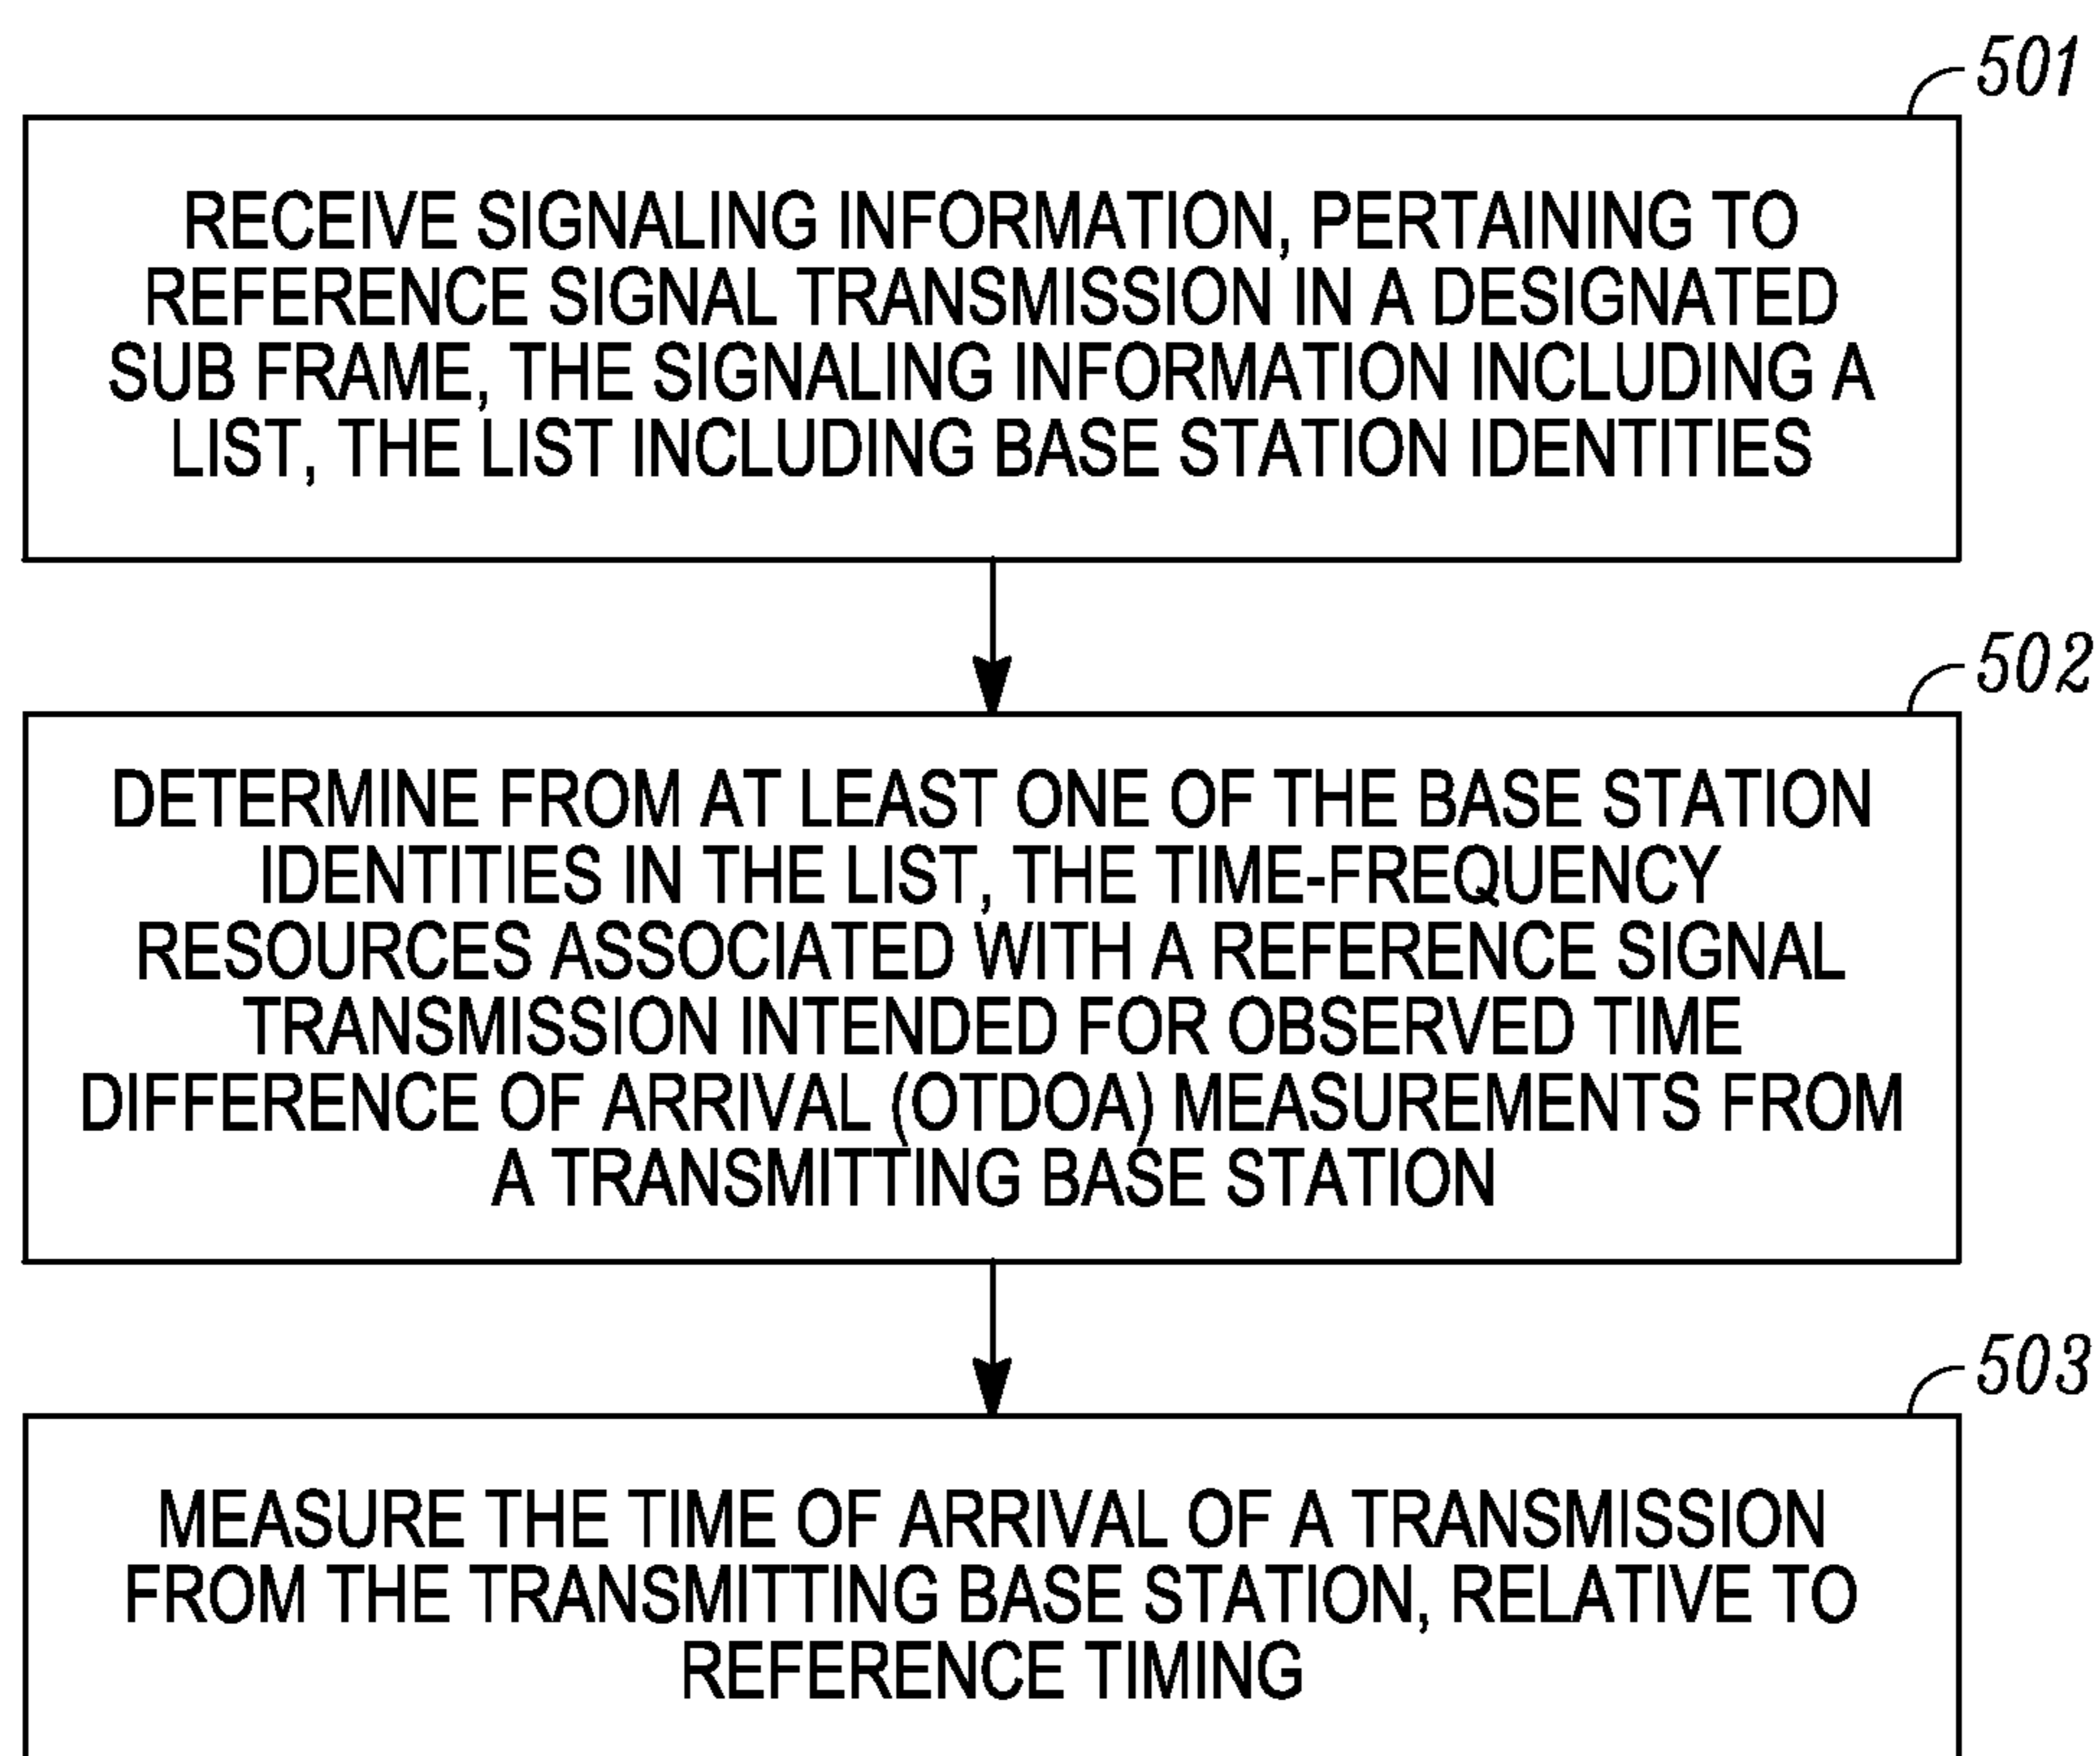 501
RECEIVE SIGNALING INFORMATION, PERTAINING TO
REFERENCE SIGNAL TRANSMISSION IN A DESIGNATED
SUB FRAME, THE SIGNALING INFORMATION INCLUDING A
LIST, THE LIST INCLUDING BASE STATION IDENTITIES
502
DETERMINE FROM AT LEAST ONE OF THE BASE STATION
IDENTITIES IN THE LIST, THE TIME-FREQUENCY
RESOURCES ASSOCIATED WITH A REFERENCE SIGNAL
TRANSMISSION INTENDED FOR OBSERVED TIME
DIFFERENCE OF ARRIVAL (OTDOA) MEASUREMENTS FROM
A TRANSMITTING BASE STATION
503
MEASURE THE TIME OF ARRIVAL OF A TRANSMISSION
FROM THE TRANSMITTING BASE STATION, RELATIVE TO
REFERENCE TIMING